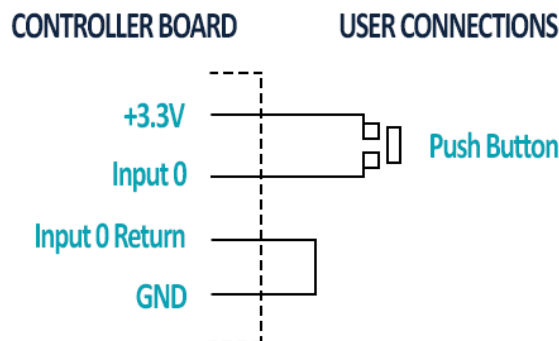 CONTROLLER BOARD
USER CONNECTIONS
+3.3V
Input 0
Push Button
Input 0 Return
GND